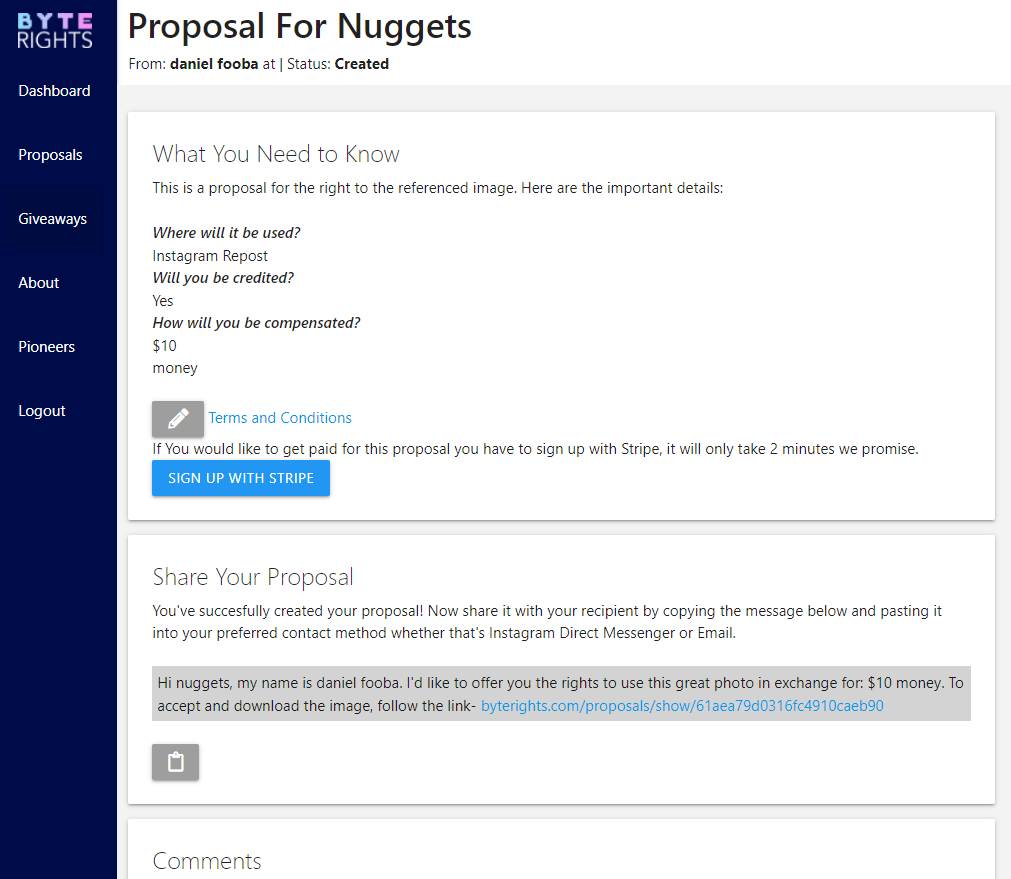 BYTE
RIGHTS
Dashboard
Proposals
Giveaways
About
Pioneers
Logout
Proposal For Nuggets
From: daniel fooba at | Status: Created
What You Need to Know
This is a proposal for the right to the referenced image. Here are the important details:
Where will it be used?
Instagram Repost
Will you be credited?
Yes
How will you be compensated?
$10
money
Terms and Conditions
If You would like to get paid for this proposal you have to sign up with Stripe, it will only take 2 minutes we promise.
SIGN UP WITH STRIPE
Share Your Proposal
You've succesfully created your proposal! Now share it with your recipient by copying the message below and pasting it
into your preferred contact method whether that's Instagram Direct Messenger or Email.
Hi nuggets, my name is daniel fooba. I'd like to offer you the rights to use this great photo in exchange for: $10 money. To
accept and download the image, follow the link- byterights.com/proposals/show/61aea79d0316fc4910caeb90
Comments